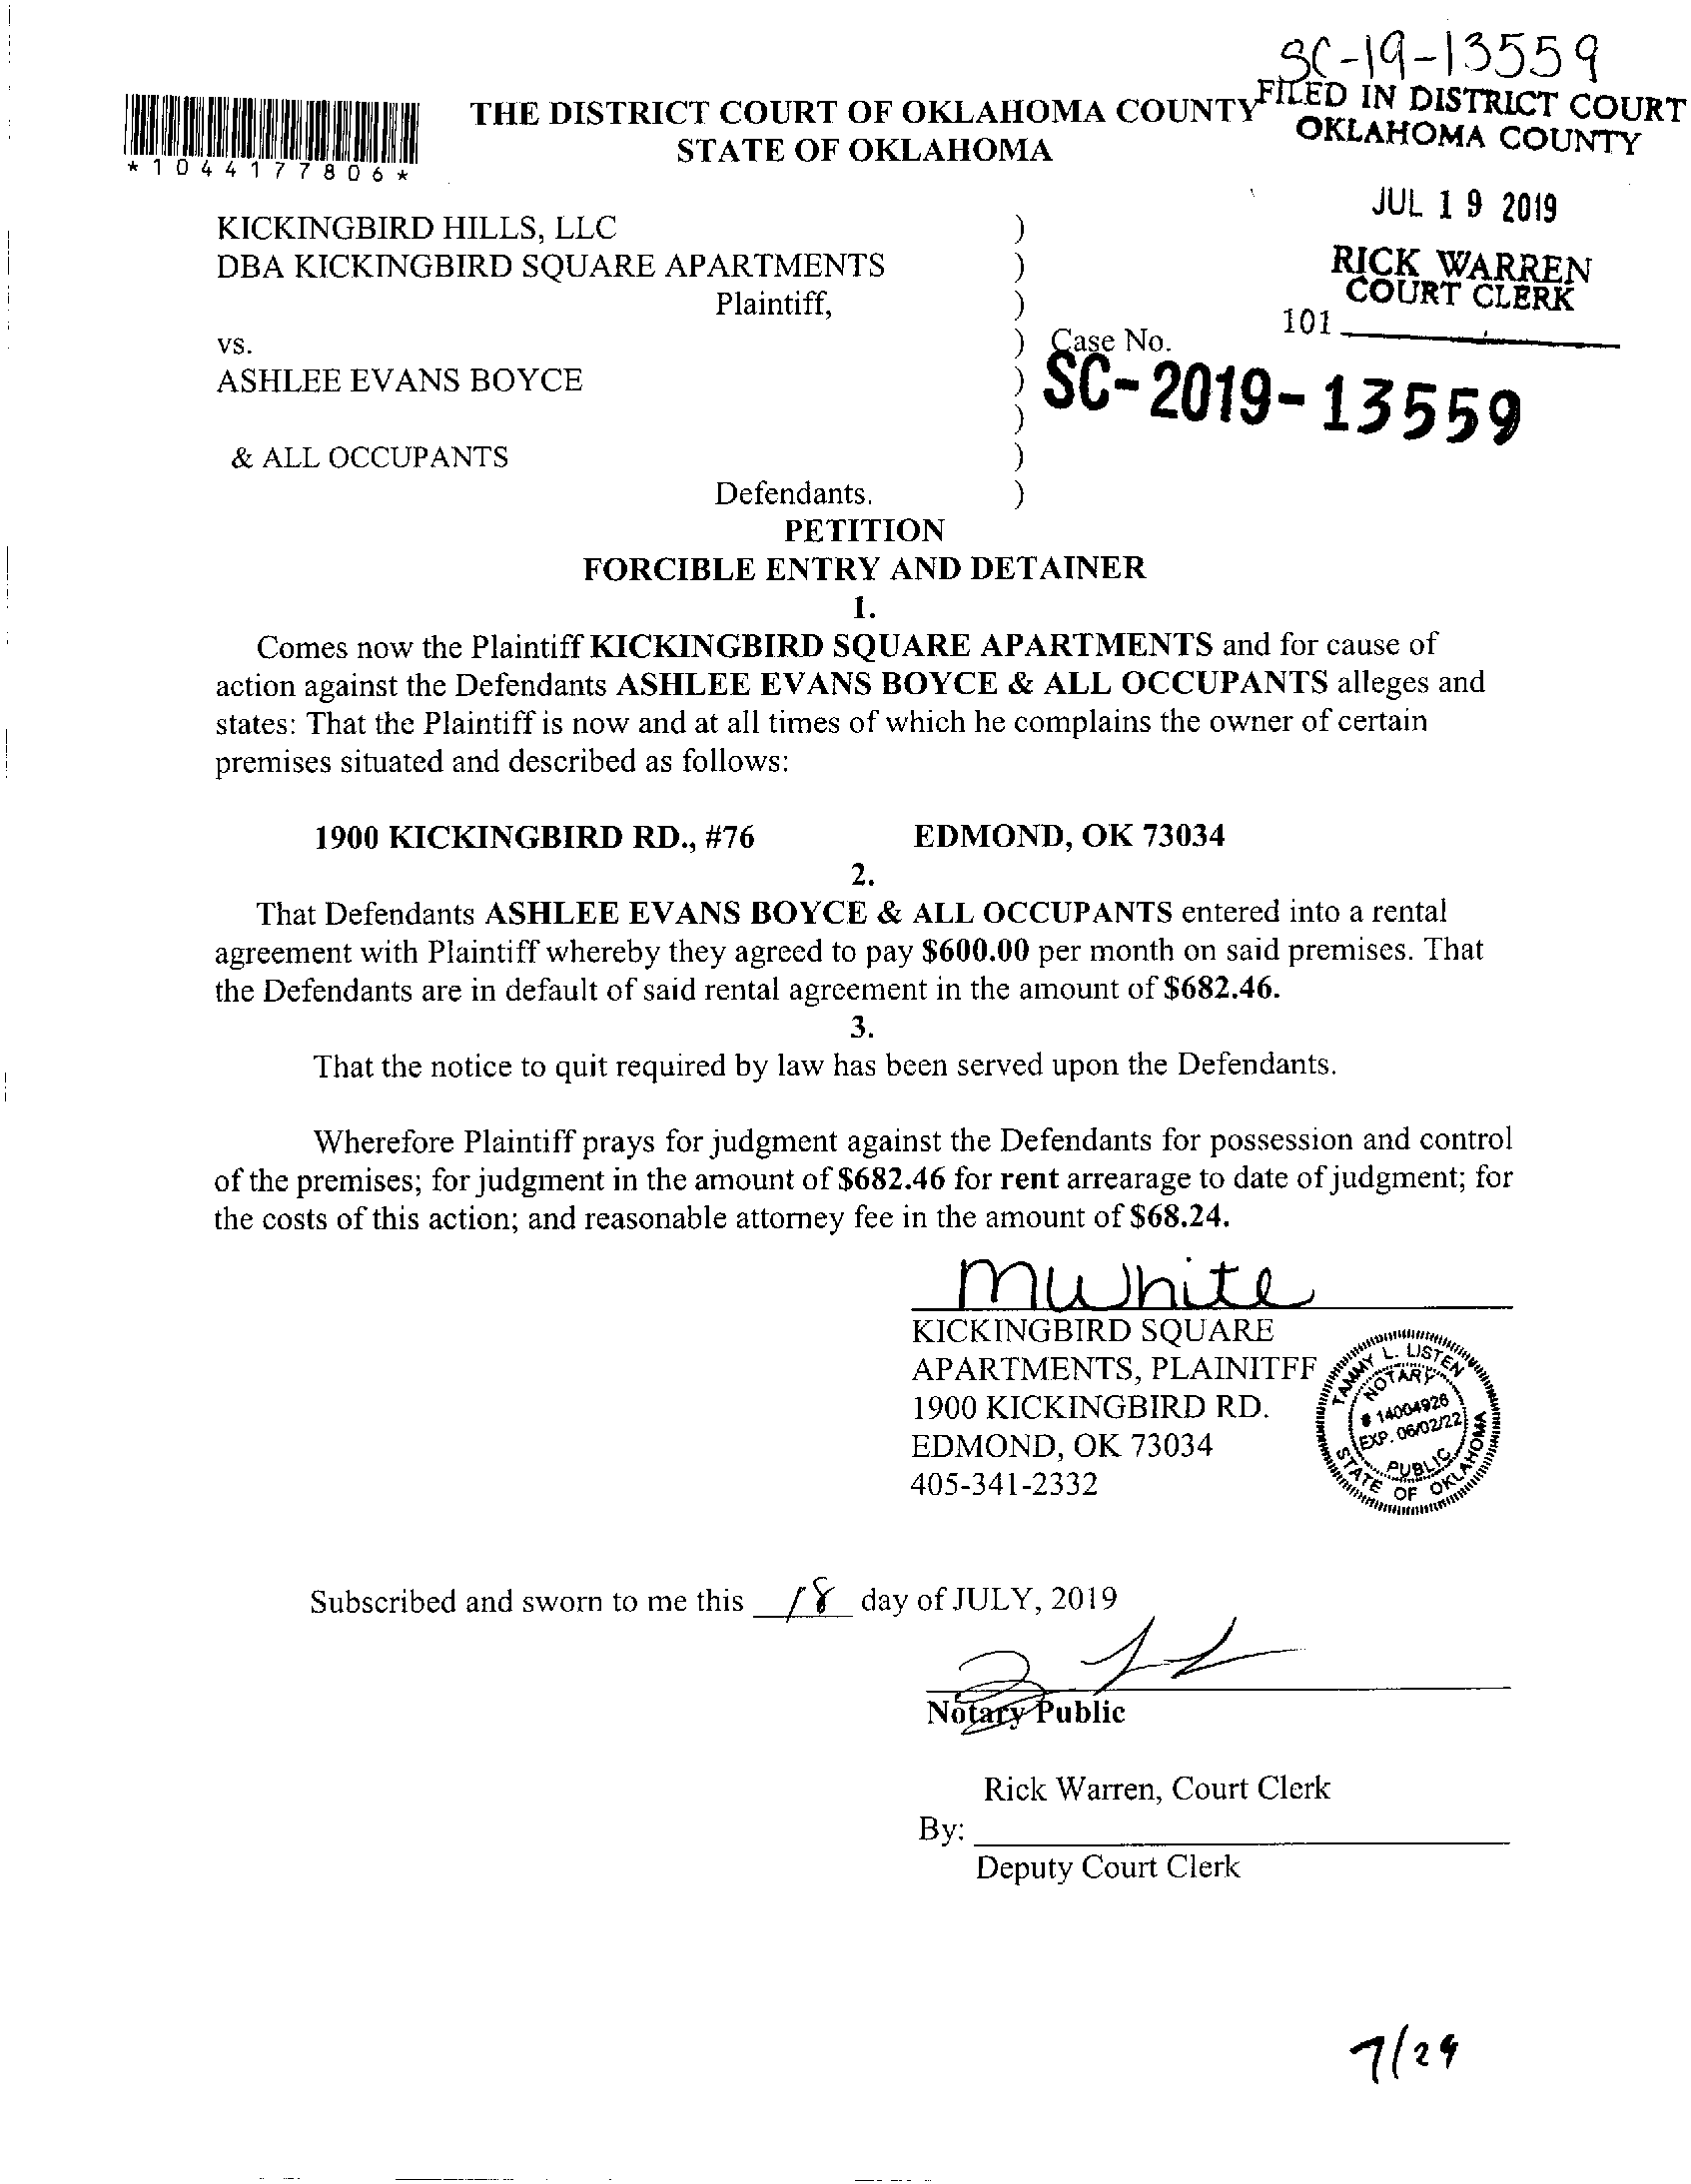 SC-19-13559
FILED IN DISTRICT COURT
OKLAHOMA COUNTY
JUL 19 2019
RICK WARREN
COURT CLERK
101
*1044177806*
THE DISTRICT COURT OF OKLAHOMA COUNTY
STATE OF OKLAHOMA
KICKINGBIRD HILLS, LLC )
DBA KICKINGBIRD SQUARE APARTMENTS )
Plaintiff, )
vs. ) Case No.
ASHLEE EVANS BOYCE ) SC-2019-13559
)
& ALL OCCUPANTS )
Defendants. )
PETITION
FORCIBLE ENTRY AND DETAINER
1.
Comes now the Plaintiff KICKINGBIRD SQUARE APARTMENTS and for cause of
action against the Defendants ASHLEE EVANS BOYCE & ALL OCCUPANTS alleges and
states: That the Plaintiff is now and at all times of which he complains the owner of certain
premises situated and described as follows:
1900 KICKINGBIRD RD., #76 EDMOND, OK 73034
2.
That Defendants ASHLEE EVANS BOYCE & ALL OCCUPANTS entered into a rental
agreement with Plaintiff whereby they agreed to pay $600.00 per month on said premises. That
the Defendants are in default of said rental agreement in the amount of $682.46.
3.
That the notice to quit required by law has been served upon the Defendants.
Wherefore Plaintiff prays for judgment against the Defendants for possession and control
of the premises; for judgment in the amount of $682.46 for rent arrearage to date of judgment; for
the costs of this action; and reasonable attorney fee in the amount of $68.24.
MWhite
KICKINGBIRD SQUARE
APARTMENTS, PLAINITFF
1900 KICKINGBIRD RD.
EDMOND, OK 73034
405-341-2332
TAMMY L. LISTEN
NOTARY
# 14004926
EXP. 06/02/22
PUBLIC
STATE OF OKLAHOMA
Subscribed and sworn to me this 18 day of JULY, 2019
Notary Public
Rick Warren, Court Clerk
By:
Deputy Court Clerk
7/29